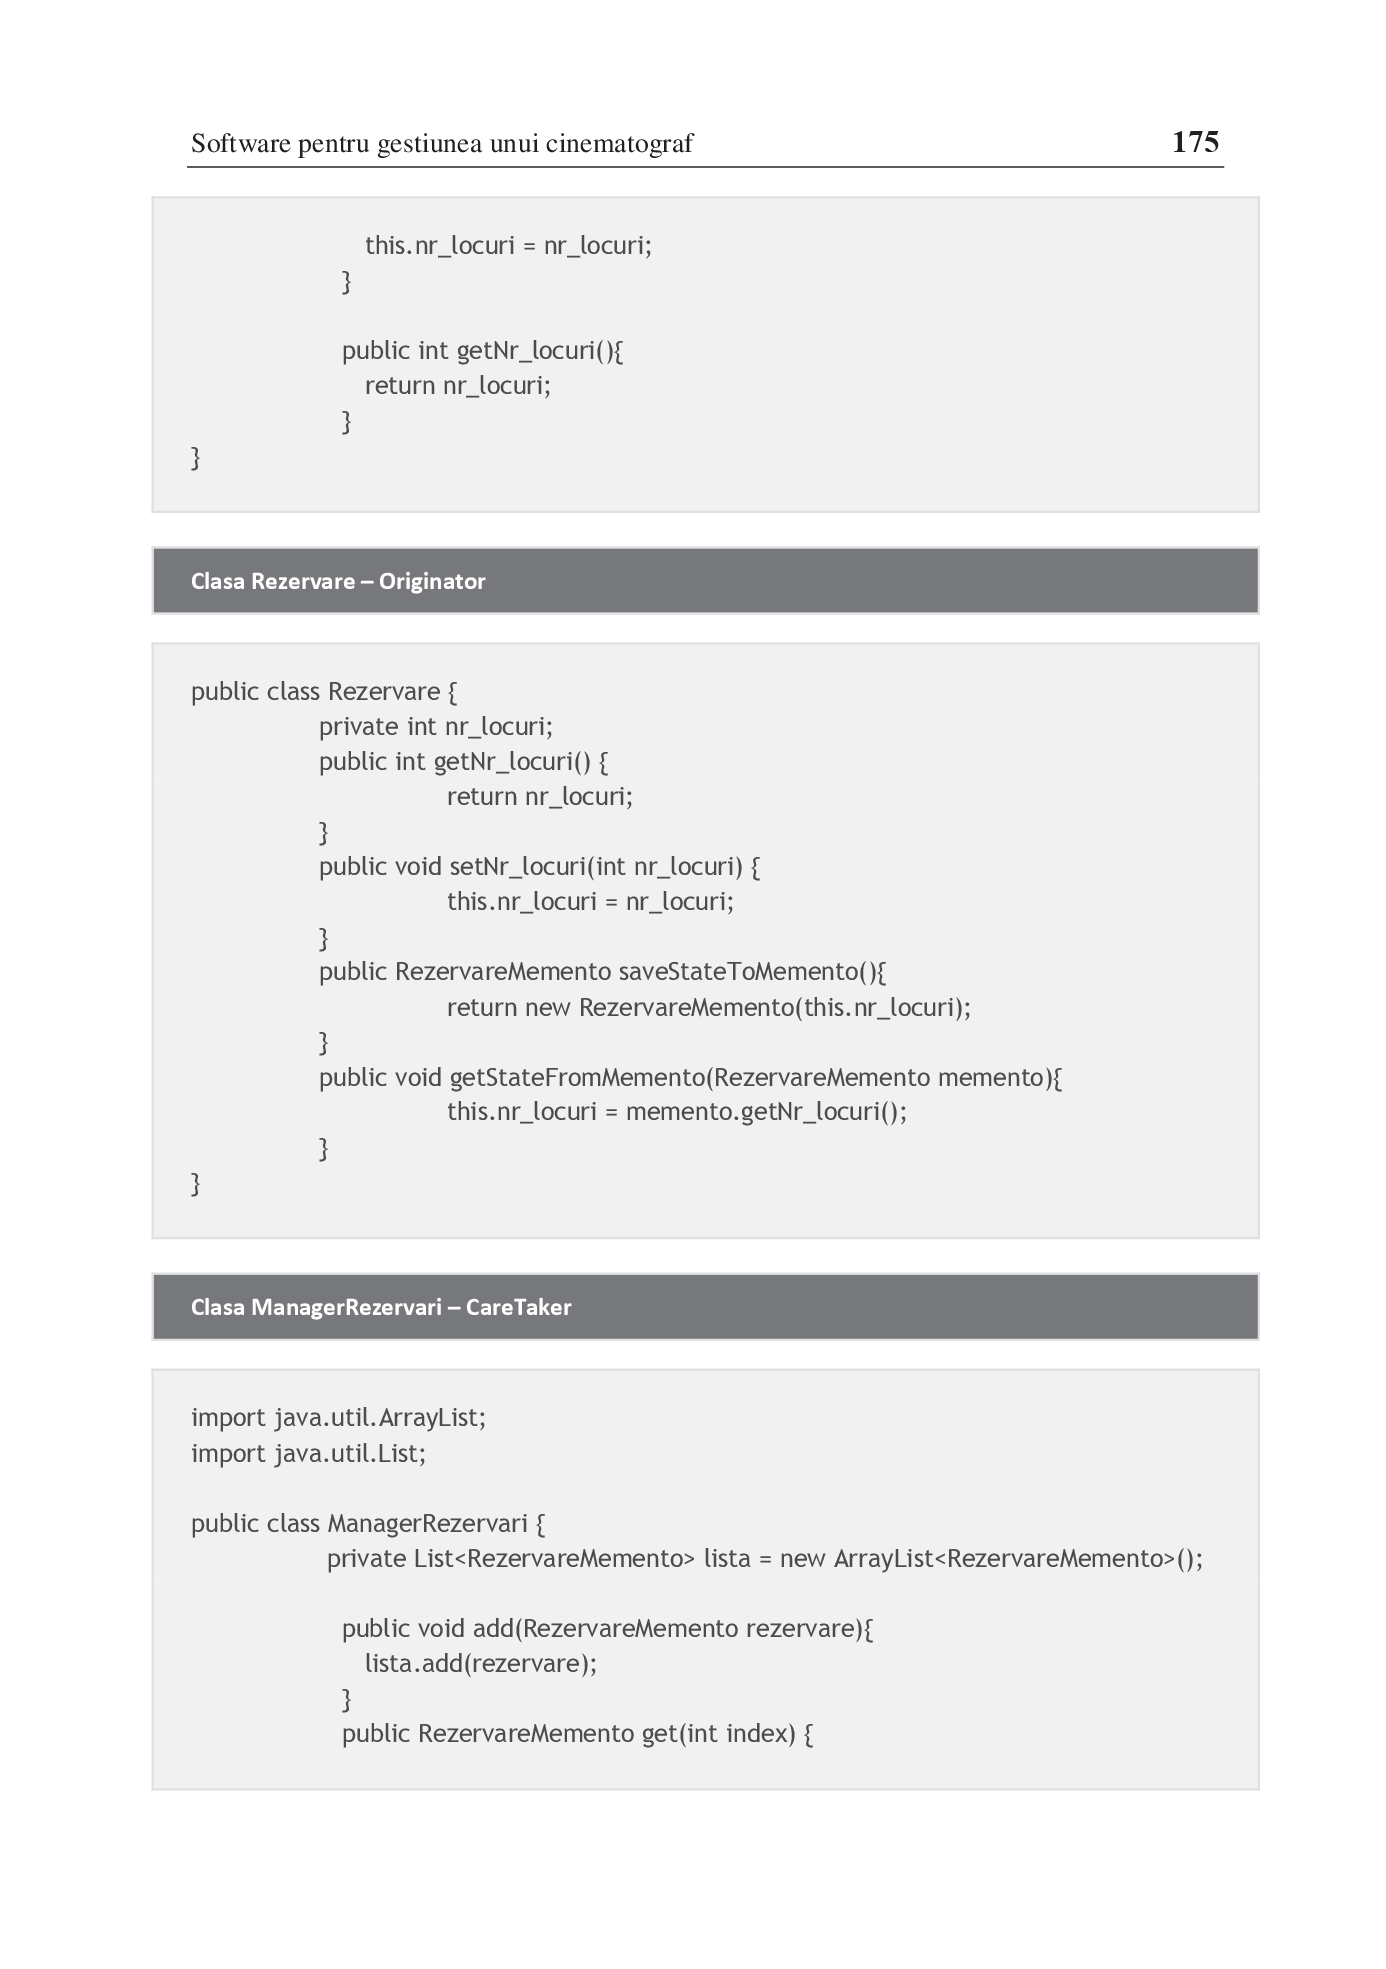 Software pentru gestiunea unui cinematograf 175
this.nr_locuri = nr_locuri;
}
public int getNr_locuri(){
return nr_locuri;
}
}
Clasa Rezervare – Originator
public class Rezervare {
private int nr_locuri;
public int getNr_locuri() {
return nr_locuri;
}
public void setNr_locuri(int nr_locuri) {
this.nr_locuri = nr_locuri;
}
public RezervareMemento saveStateToMemento(){
return new RezervareMemento(this.nr_locuri);
}
public void getStateFromMemento(RezervareMemento memento){
this.nr_locuri = memento.getNr_locuri();
}
}
Clasa ManagerRezervari – CareTaker
import java.util.ArrayList;
import java.util.List;
public class ManagerRezervari {
private List<RezervareMemento> lista = new ArrayList<RezervareMemento>();
public void add(RezervareMemento rezervare){
lista.add(rezervare);
}
public RezervareMemento get(int index) {